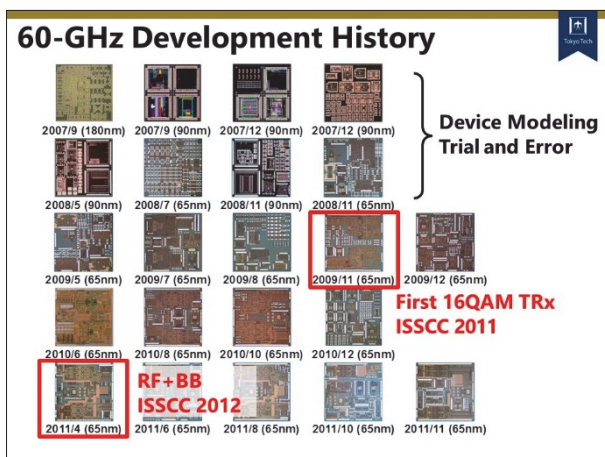 60-GHz Development History
Tokyo Tech
2007/9 (180nm) 2007/9 (90nm) 2007/12 (90nm) 2007/12 (90nm)
Device Modeling
Trial and Error
2008/5 (90nm) 2008/7 (65nm) 2008/11 (90nm) 2008/11 (65nm)
2009/5 (65nm) 2009/7 (65nm) 2009/8 (65nm) 2009/11 (65nm) 2009/12 (65nm)
First 16QAM TRx
ISSCC 2011
2010/6 (65nm) 2010/8 (65nm) 2010/10 (65nm) 2010/12 (65nm)
RF+BB
ISSCC 2012
2011/4 (65nm) 2011/6 (65nm) 2011/8 (65nm) 2011/10 (65nm) 2011/11 (65nm)